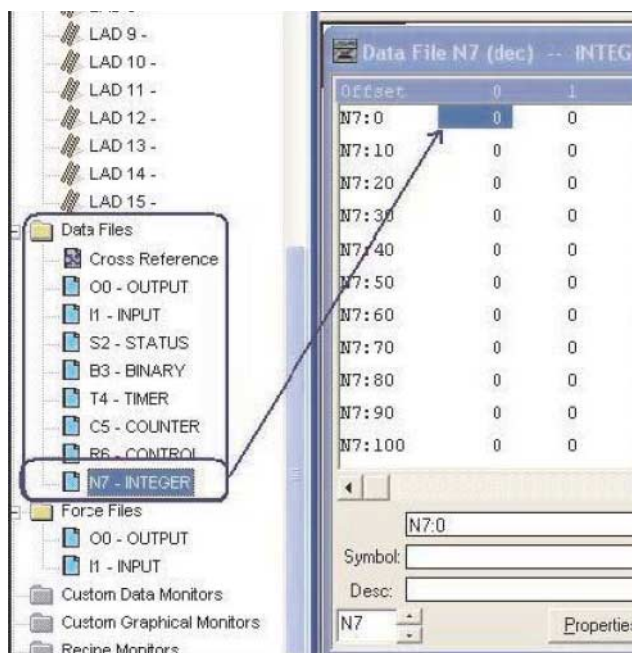 LAD 9 -
LAD 10 -
LAD 11 -
LAD 12 -
LAD 13 -
LAD 14 -
LAD 15 -
Data Files
Cross Reference
O0 - OUTPUT
I1 - INPUT
S2 - STATUS
B3 - BINARY
T4 - TIMER
C5 - COUNTER
R6 - CONTROL
N7 - INTEGER
Force Files
O0 - OUTPUT
I1 - INPUT
Custom Data Monitors
Custom Graphical Monitors
Recipe Monitors
Data File N7 (dec) -- INTEG
Offset 0 1
N7:0 0 0
N7:10 0 0
N7:20 0 0
N7:30 0 0
N7:40 0 0
N7:50 0 0
N7:60 0 0
N7:70 0 0
N7:80 0 0
N7:90 0 0
N7:100 0 0
N7:0
Symbol:
Desc:
N7 Properties